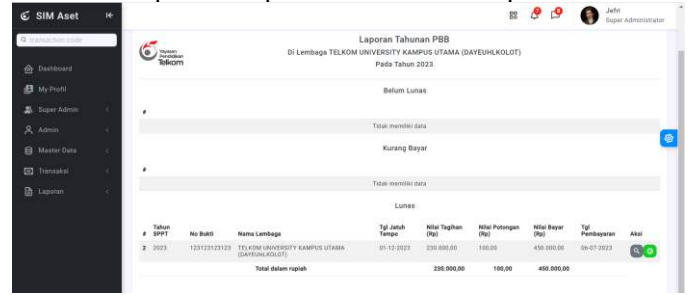 SIM Aset
Jefri
Super Administrator
transaction code
Dashboard
My Profil
Super Admin
Admin
Master Data
Transaksi
Laporan
Yayasan
Pendidikan
Telkom
Laporan Tahunan PBB
Di Lembaga TELKOM UNIVERSITY KAMPUS UTAMA (DAYEUHLKOLOT)
Pada Tahun 2023
Belum Lunas
#
Tidak memiliki data
Kurang Bayar
#
Tidak memiliki data
Lunas
# Tahun SPPT No Bukti Nama Lembaga Tgl Jatuh Tempo Nilai Tagihan (Rp) Nilai Potongan (Rp) Nilai Bayar (Rp) Tgl Pembayaran Aksi
2 2023 123123123123 TELKOM UNIVERSITY KAMPUS UTAMA 01-12-2023 230.000,00 100,00 450.000,00 06-07-2023
(DAYEUHLKOLOT)
Total dalam rupiah 230.000,00 100,00 450.000,00